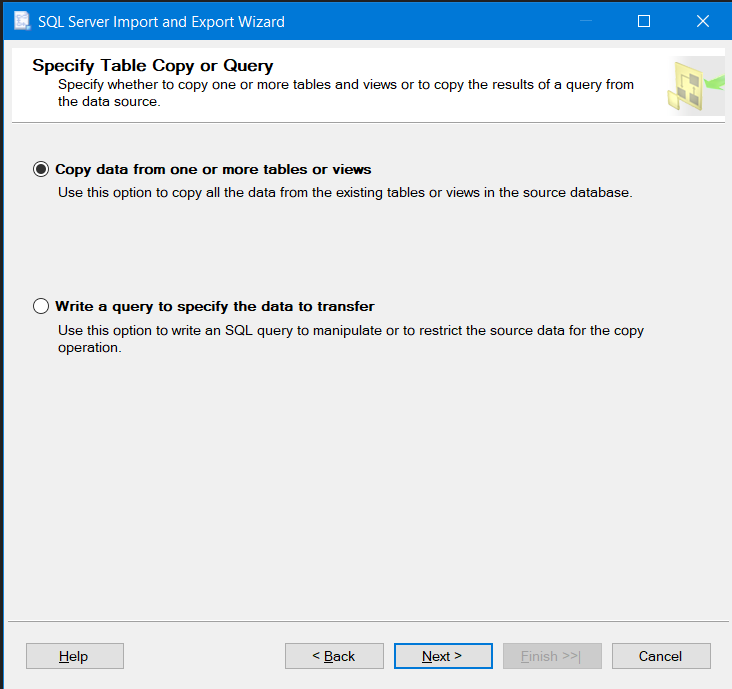 SQL Server Import and Export Wizard
Specify Table Copy or Query
Specify whether to copy one or more tables and views or to copy the results of a query from
the data source.
Copy data from one or more tables or views
Use this option to copy all the data from the existing tables or views in the source database.
Write a query to specify the data to transfer
Use this option to write an SQL query to manipulate or to restrict the source data for the copy
operation.
Help
< Back
Next >
Finish >>|
Cancel